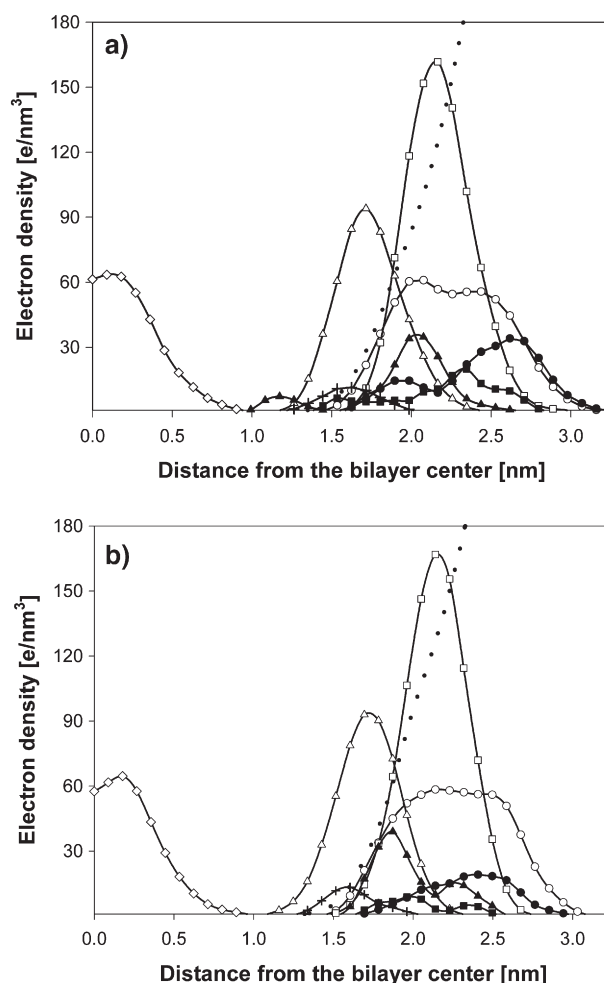 a)
180
150
120
90
60
30
Electron density [e/nm³]
0.0 0.5 1.0 1.5 2.0 2.5 3.0
Distance from the bilayer center [nm]
b)
180
150
120
90
60
30
Electron density [e/nm³]
0.0 0.5 1.0 1.5 2.0 2.5 3.0
Distance from the bilayer center [nm]